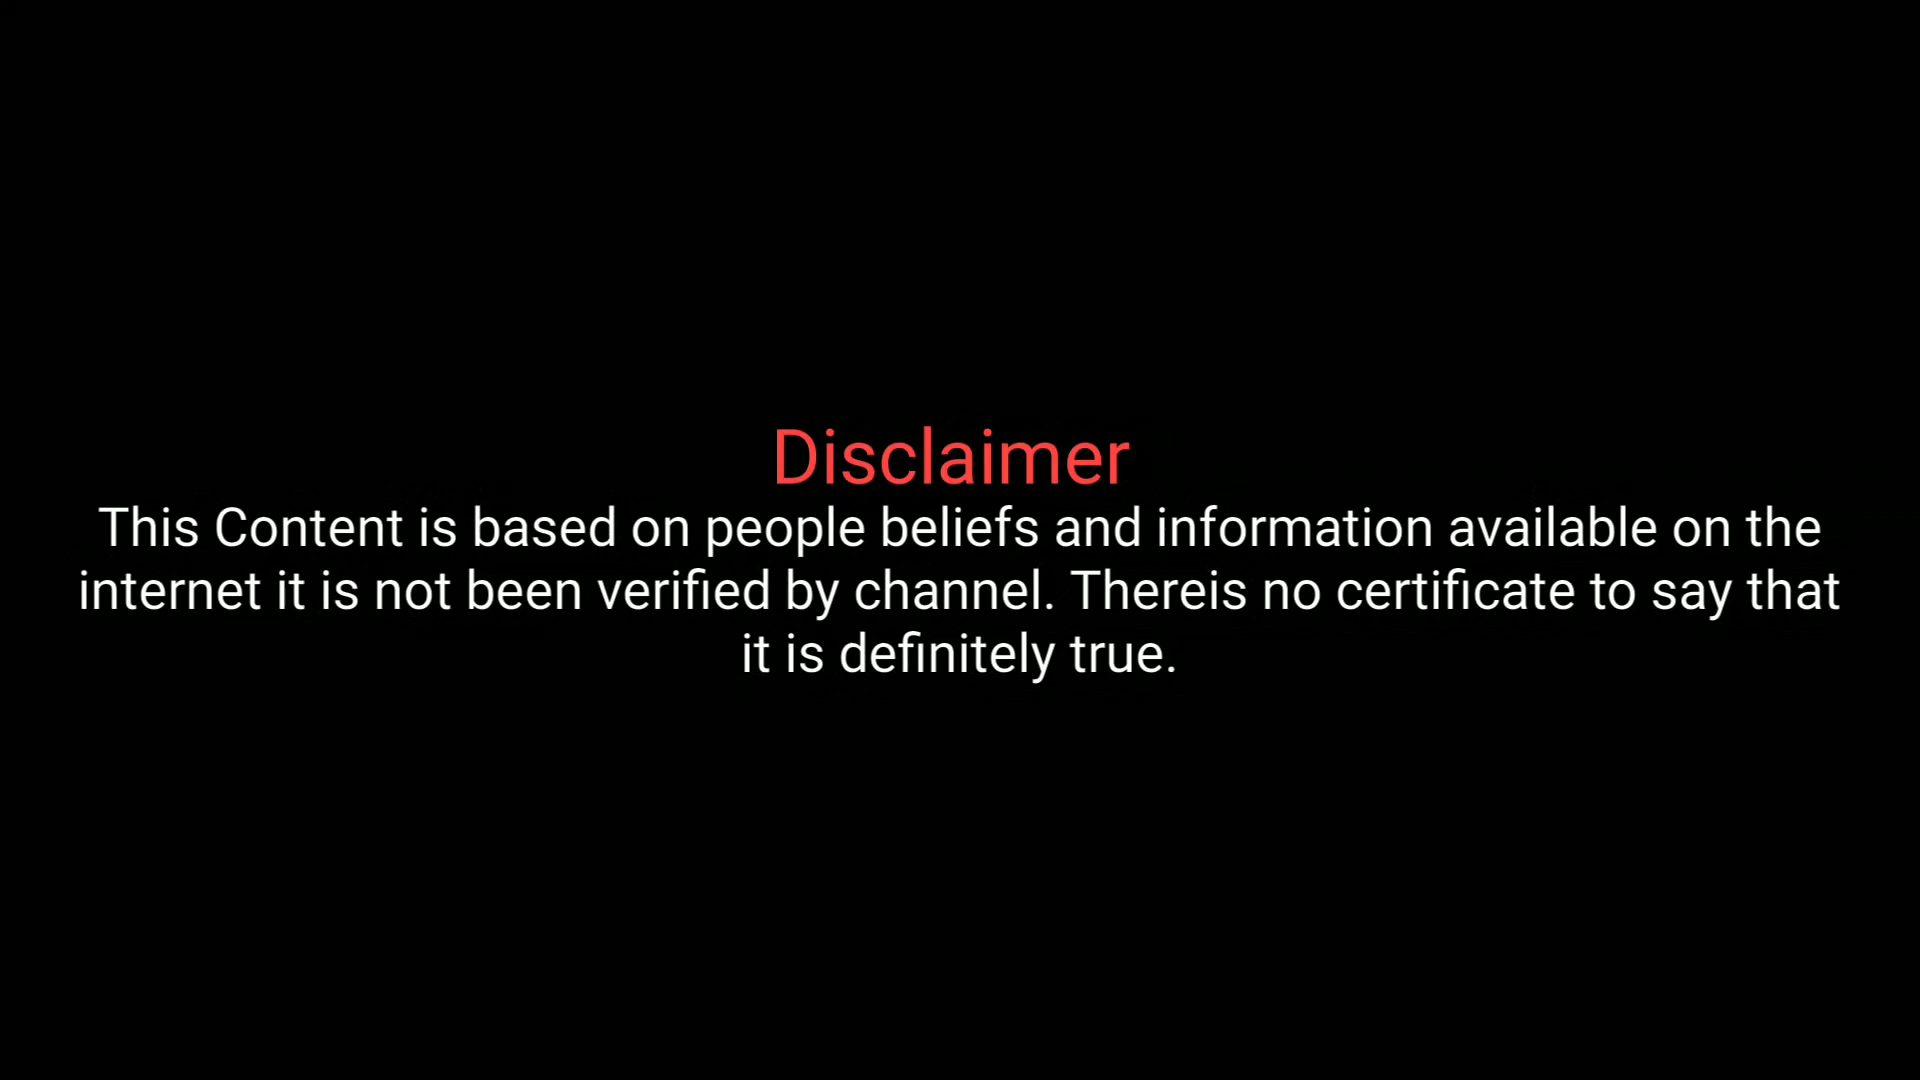 Disclaimer
This Content is based on people beliefs and information available on the
internet it is not been verified by channel. Thereis no certificate to say that
it is definitely true.